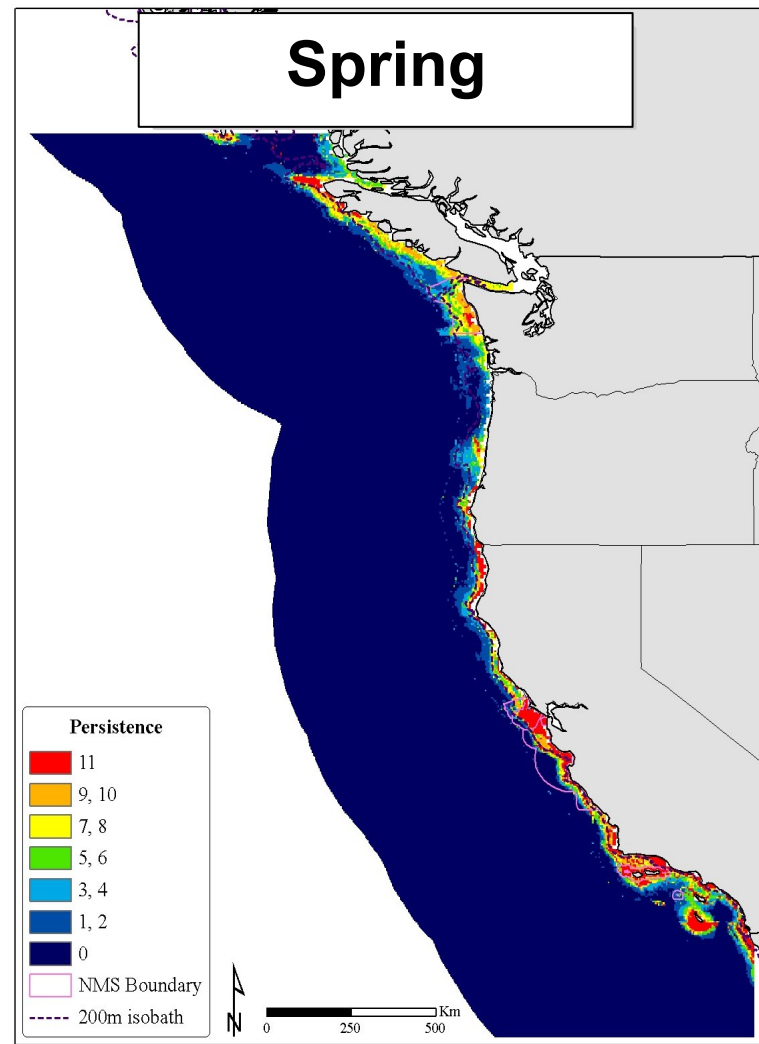 Spring
Persistence
11
9, 10
7, 8
5, 6
3, 4
1, 2
0
NMS Boundary
200m isobath
N
Km
0 250 500